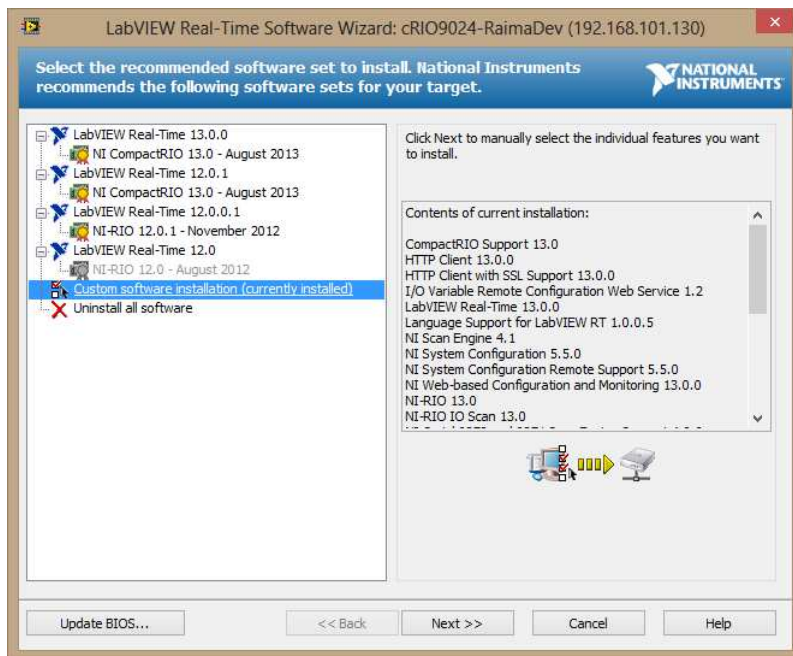 LabVIEW Real-Time Software Wizard: cRIO9024-RaimaDev (192.168.101.130)
Select the recommended software set to install. National Instruments
recommends the following software sets for your target.
NATIONAL
INSTRUMENTS
LabVIEW Real-Time 13.0.0
NI CompactRIO 13.0 - August 2013
LabVIEW Real-Time 12.0.1
NI CompactRIO 13.0 - August 2013
LabVIEW Real-Time 12.0.0.1
NI-RIO 12.0.1 - November 2012
LabVIEW Real-Time 12.0
NI-RIO 12.0 - August 2012
Custom software installation (currently installed)
Uninstall all software
Click Next to manually select the individual features you want
to install.
Contents of current installation:
CompactRIO Support 13.0
HTTP Client 13.0.0
HTTP Client with SSL Support 13.0.0
I/O Variable Remote Configuration Web Service 1.2
LabVIEW Real-Time 13.0.0
Language Support for LabVIEW RT 1.0.0.5
NI Scan Engine 4.1
NI System Configuration 5.5.0
NI System Configuration Remote Support 5.5.0
NI Web-based Configuration and Monitoring 13.0.0
NI-RIO 13.0
NI-RIO IO Scan 13.0
Update BIOS...
<< Back
Next >>
Cancel
Help